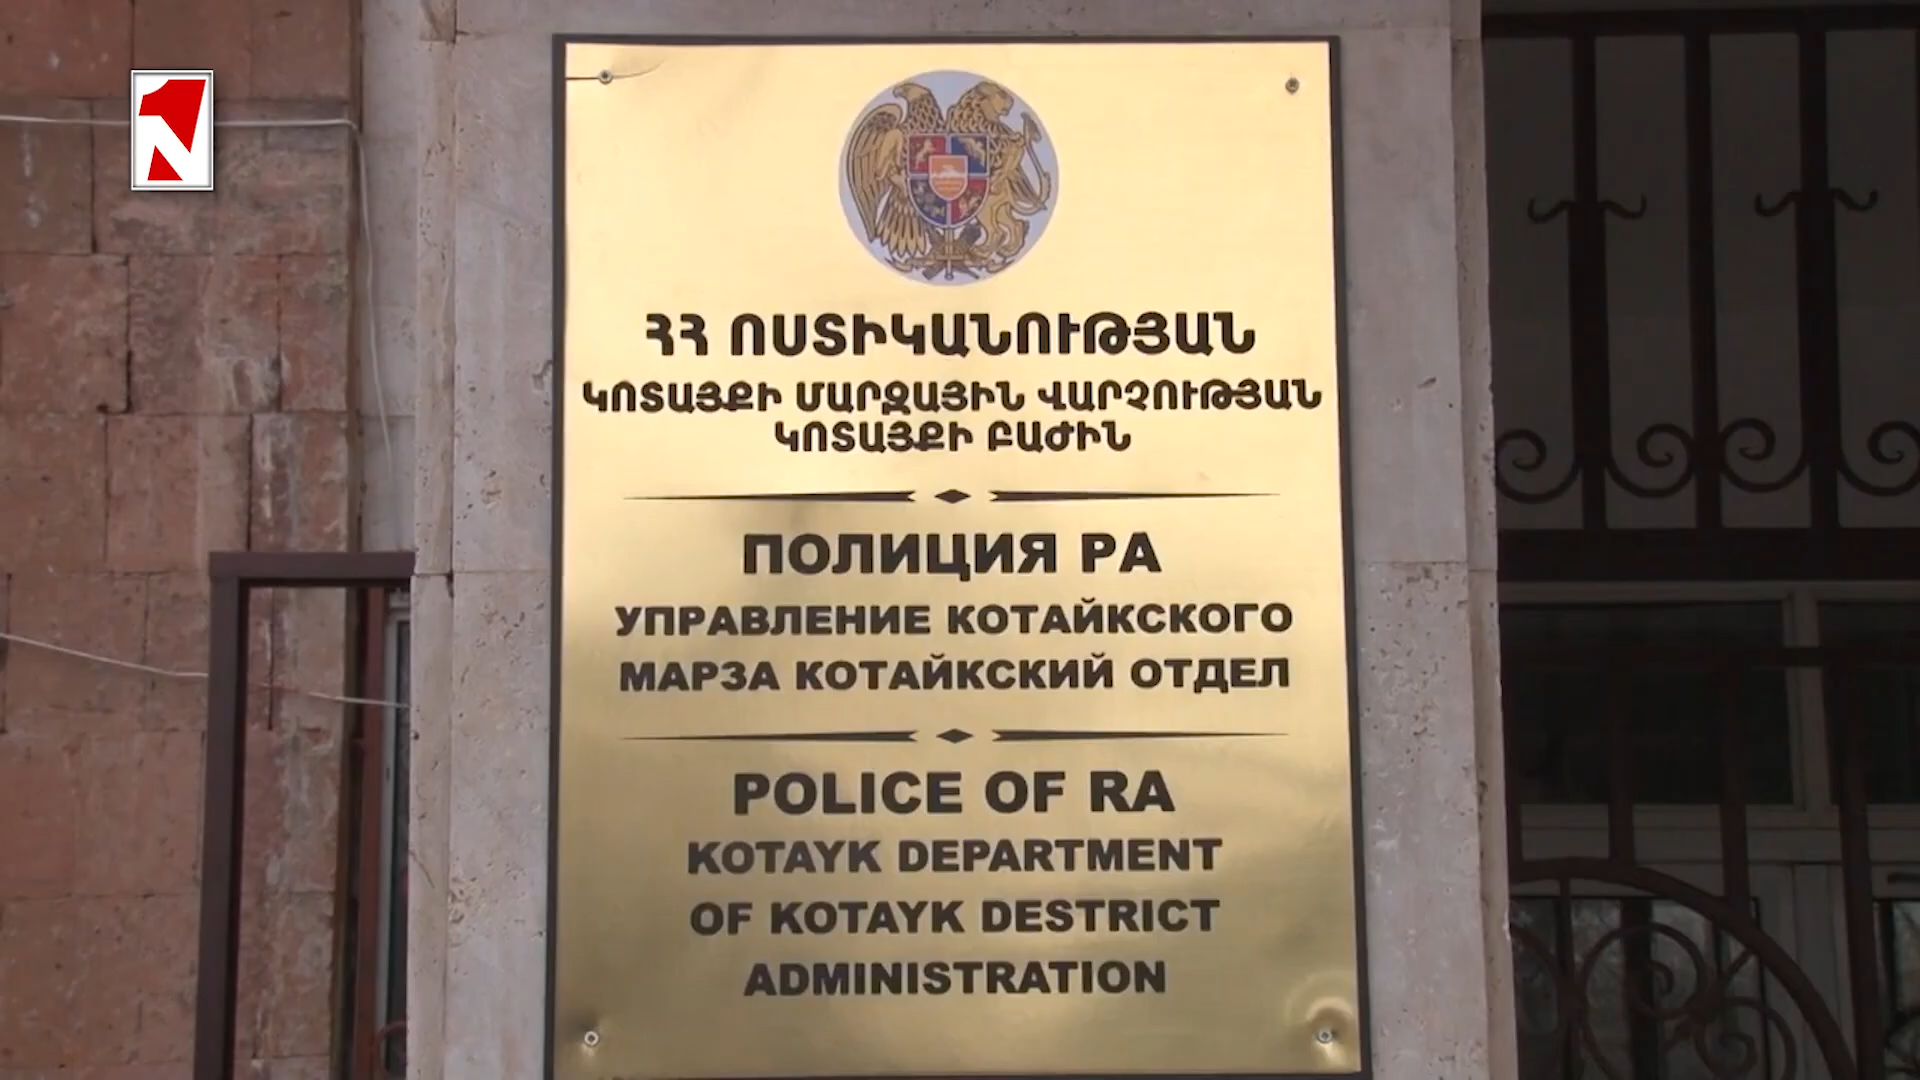 ՀՀ ՈՍՏԻԿԱՆՈՒԹՅԱՆ
ԿՈՏԱՅՔԻ ՄԱՐԶԱՅԻՆ ՎԱՐՉՈՒԹՅԱՆ
ԿՈՏԱՅՔԻ ԲԱԺԻՆ
ПОЛИЦИЯ РА
УПРАВЛЕНИЕ КОТАЙКСКОГО
МАРЗА КОТАЙКСКИЙ ОТДЕЛ
POLICE OF RA
KOTAYK DEPARTMENT
OF KOTAYK DESTRICT
ADMINISTRATION